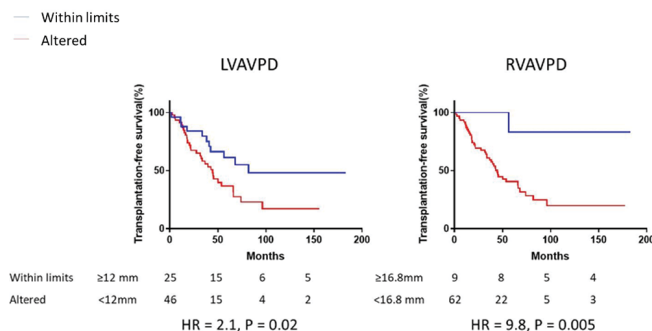 Within limits
Altered
LVAVPD
RVAVPD
Transplantation-free survival(%)
100
50
0
0 50 100 150 200
Months
Transplantation-free survival(%)
100
50
0
0 50 100 150 200
Months
Within limits ≥12 mm 25 15 6 5
Altered <12mm 46 15 4 2
≥16.8mm 9 8 5 4
<16.8 mm 62 22 5 3
HR = 2.1, P = 0.02
HR = 9.8, P = 0.005